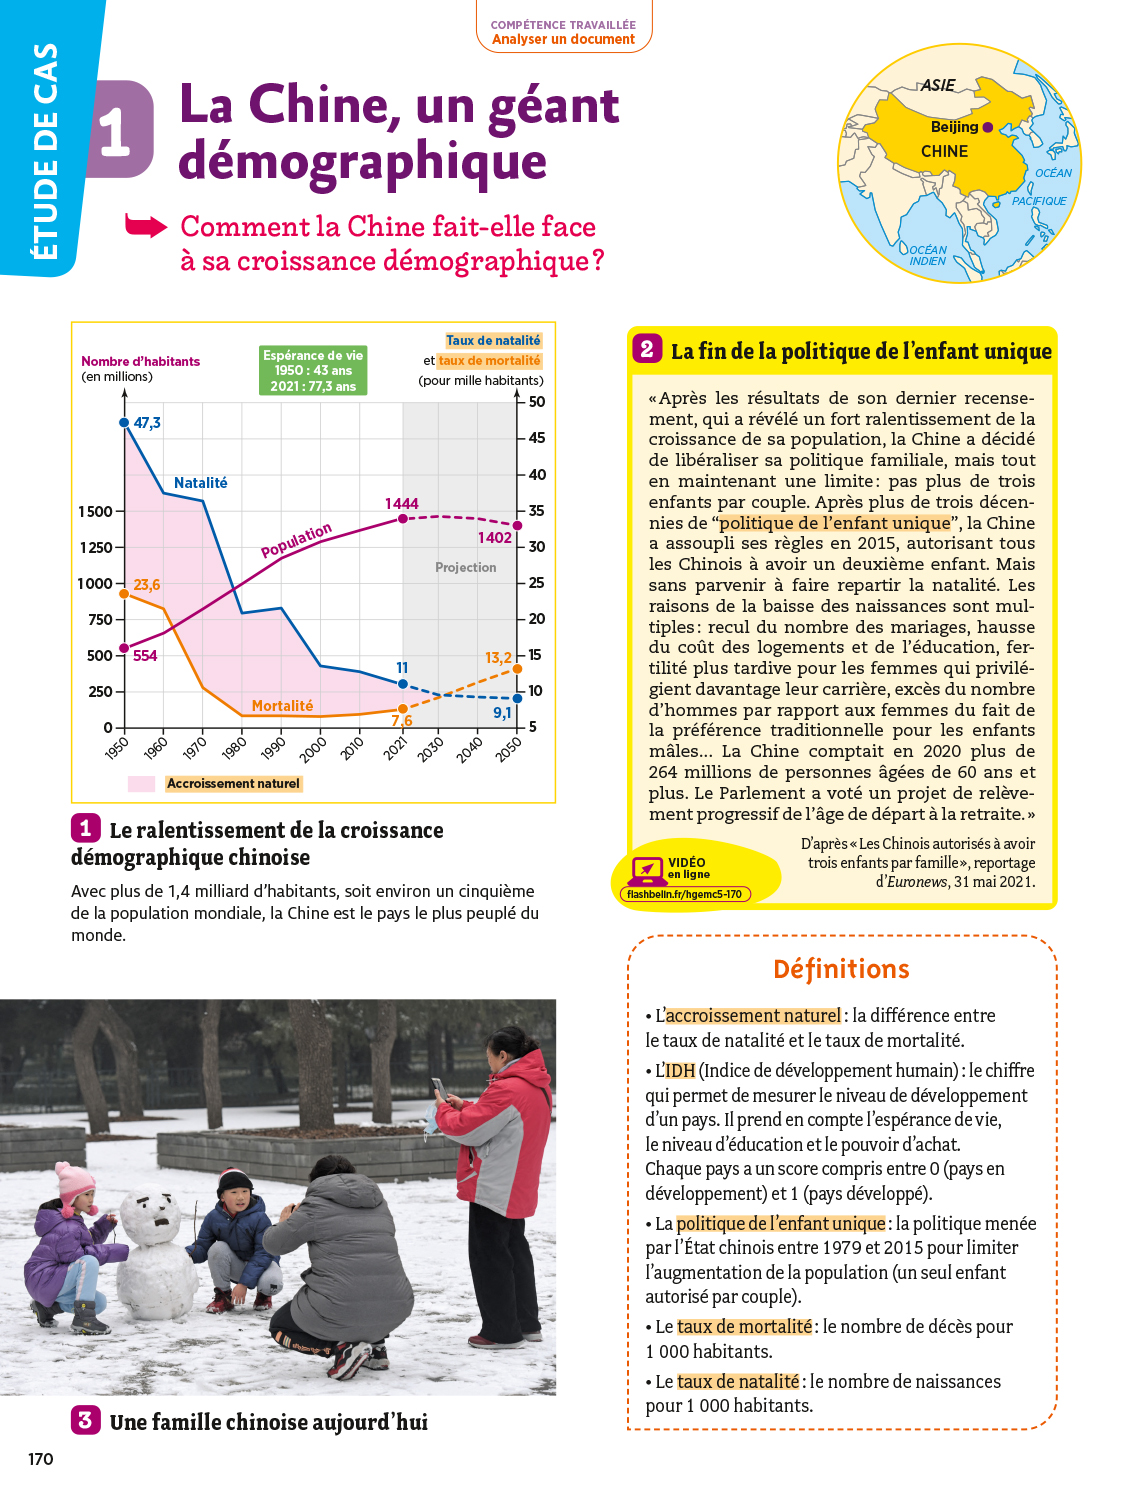 COMPÉTENCE TRAVAILLÉE
Analyser un document
ÉTUDE DE CAS
1
La Chine, un géant
démographique
Comment la Chine fait-elle face
à sa croissance démographique ?
ASIE
Beijing
CHINE
OCÉAN
PACIFIQUE
OCÉAN
INDIEN
Nombre d'habitants
(en millions)
Espérance de vie
1950 : 43 ans
2021 : 77,3 ans
Taux de natalité
et taux de mortalité
(pour mille habitants)
50
45
40
35
30
25
20
15
10
5
1 500
1 250
1 000
750
500
250
0
47,3
Natalité
1 444
Population
1 402
Projection
23,6
554
13,2
11
Mortalité
7,6
9,1
1950
1960
1970
1980
1990
2000
2010
2021
2030
2040
2050
Accroissement naturel
1 Le ralentissement de la croissance
démographique chinoise
Avec plus de 1,4 milliard d'habitants, soit environ un cinquième
de la population mondiale, la Chine est le pays le plus peuplé du
monde.
2 La fin de la politique de l'enfant unique
« Après les résultats de son dernier recense-
ment, qui a révélé un fort ralentissement de la
croissance de sa population, la Chine a décidé
de libéraliser sa politique familiale, mais tout
en maintenant une limite : pas plus de trois
enfants par couple. Après plus de trois décen-
nies de “politique de l'enfant unique”, la Chine
a assoupli ses règles en 2015, autorisant tous
les Chinois à avoir un deuxième enfant. Mais
sans parvenir à faire repartir la natalité. Les
raisons de la baisse des naissances sont mul-
tiples : recul du nombre des mariages, hausse
du coût des logements et de l'éducation, fer-
tilité plus tardive pour les femmes qui privilé-
gient davantage leur carrière, excès du nombre
d'hommes par rapport aux femmes du fait de
la préférence traditionnelle pour les enfants
mâles... La Chine comptait en 2020 plus de
264 millions de personnes âgées de 60 ans et
plus. Le Parlement a voté un projet de relève-
ment progressif de l'âge de départ à la retraite. »
D'après « Les Chinois autorisés à avoir
trois enfants par famille », reportage
d'Euronews, 31 mai 2021.
VIDÉO
en ligne
flashbelin.fr/hgemc5-170
Définitions
• L'accroissement naturel : la différence entre
le taux de natalité et le taux de mortalité.
• L'IDH (Indice de développement humain) : le chiffre
qui permet de mesurer le niveau de développement
d'un pays. Il prend en compte l'espérance de vie,
le niveau d'éducation et le pouvoir d'achat.
Chaque pays a un score compris entre 0 (pays en
développement) et 1 (pays développé).
• La politique de l'enfant unique : la politique menée
par l'État chinois entre 1979 et 2015 pour limiter
l'augmentation de la population (un seul enfant
autorisé par couple).
• Le taux de mortalité : le nombre de décès pour
1 000 habitants.
• Le taux de natalité : le nombre de naissances
pour 1 000 habitants.
3 Une famille chinoise aujourd'hui
170